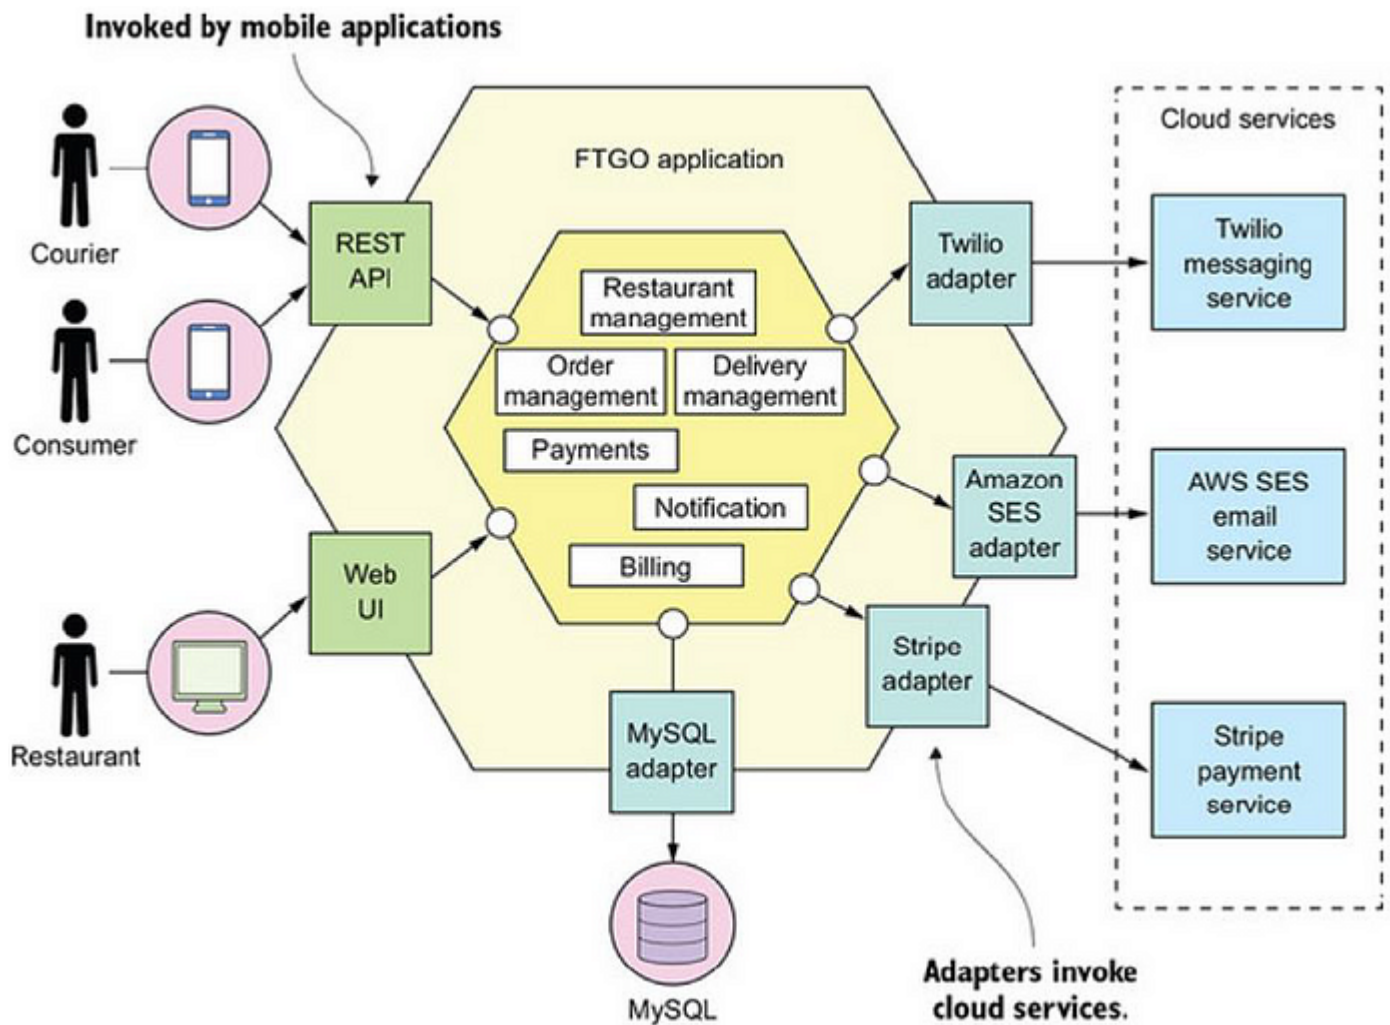 Invoked by mobile applications
Courier
Consumer
Restaurant
REST
API
Web
UI
FTGO application
Restaurant
management
Order
management
Delivery
management
Payments
Notification
Billing
MySQL
adapter
MySQL
Twilio
adapter
Amazon
SES
adapter
Stripe
adapter
Adapters invoke
cloud services.
Cloud services
Twilio
messaging
service
AWS SES
email
service
Stripe
payment
service